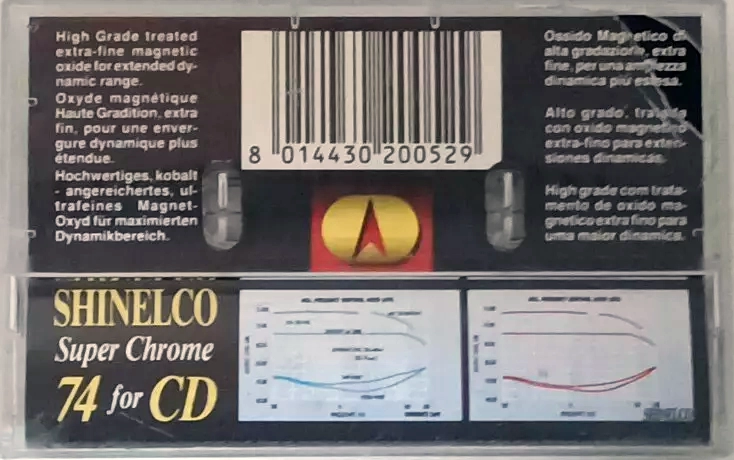 High Grade treated
extra-fine magnetic
oxide for extended dy-
namic range.
Oxyde magnétique
Haute Gradition, extra
fin, pour une enver-
gure dynamique plus
étendue.
Hochwertiges, kobalt
- angereichertes, ul-
trafeines Magnet-
Oxyd für maximierten
Dynamikbereich.
8 014430 200529
Ossido Magnetico di
alta gradazione, extra
fine, per una ampiezza
dinamica più estesa.
Alto grado, tratado
con oxido magnetico
extra-fino para exten-
siones dinamicas.
High grade com trata-
mento de oxido ma-
gnetico extra fino para
uma maior dinamica.
SHINELCO
Super Chrome
74 for CD